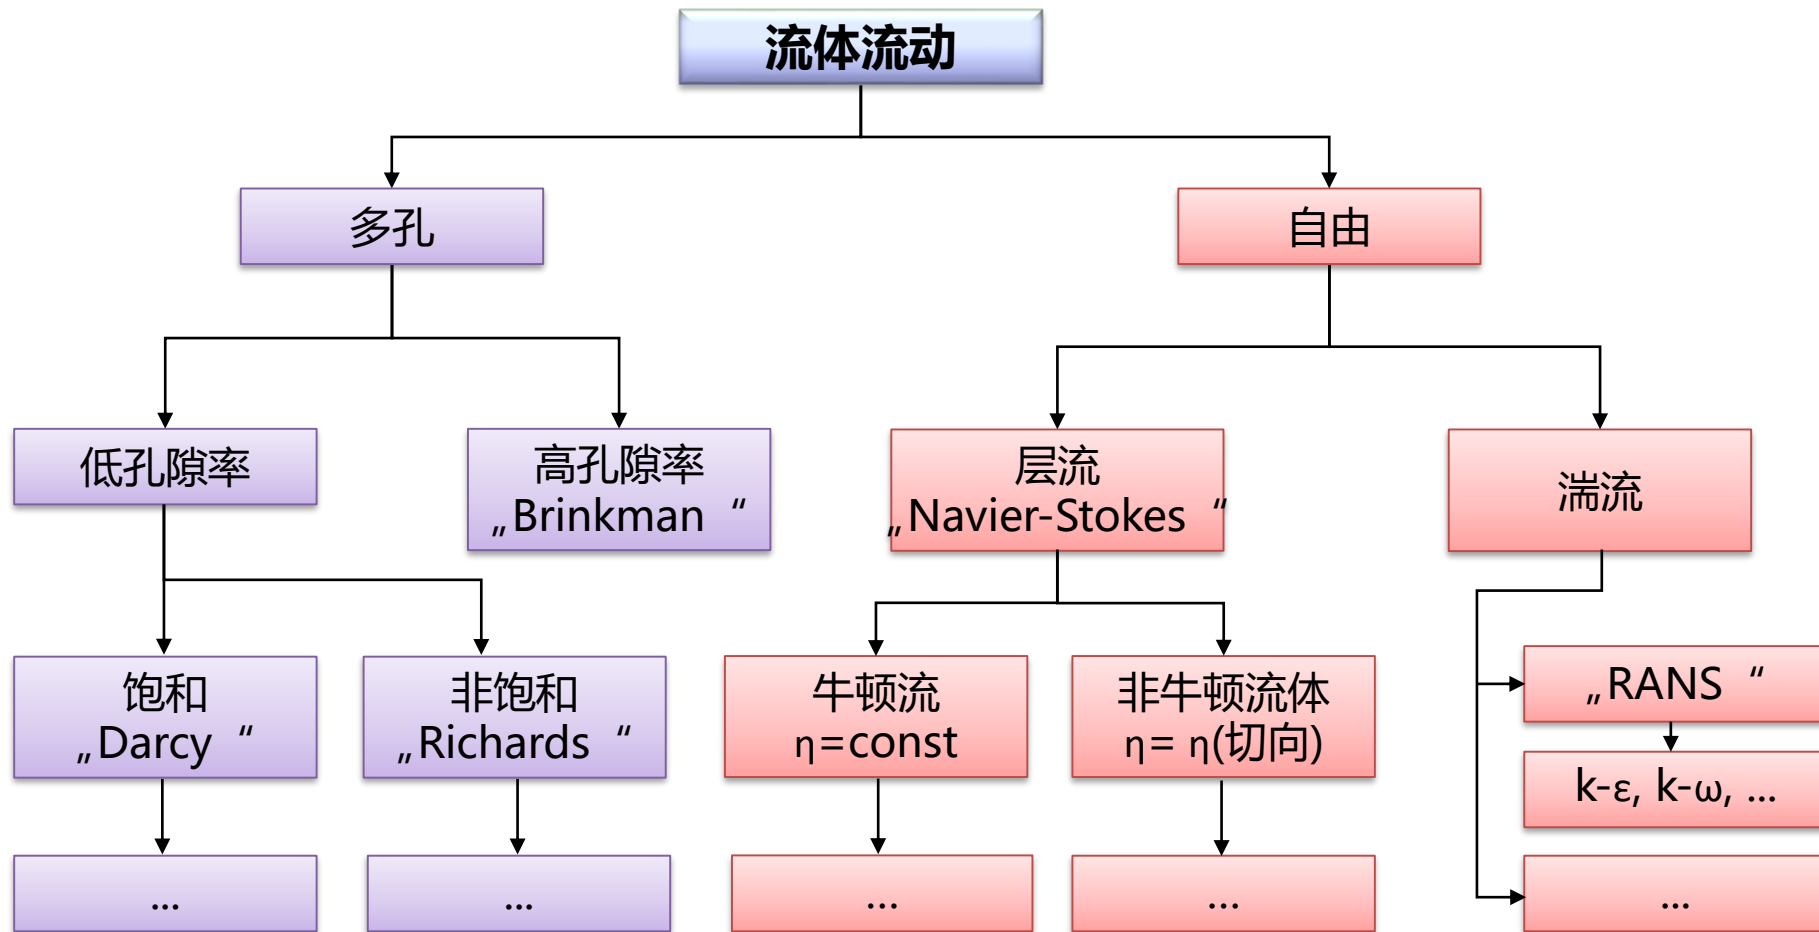 流体流动
多孔
自由
低孔隙率
高孔隙率
„Brinkman “
层流
„Navier-Stokes “
湍流
饱和
„Darcy “
非饱和
„Richards “
牛顿流
η=const
非牛顿流体
η= η(切向)
„RANS “
k-ε, k-ω, ...
...
...
...
...
...